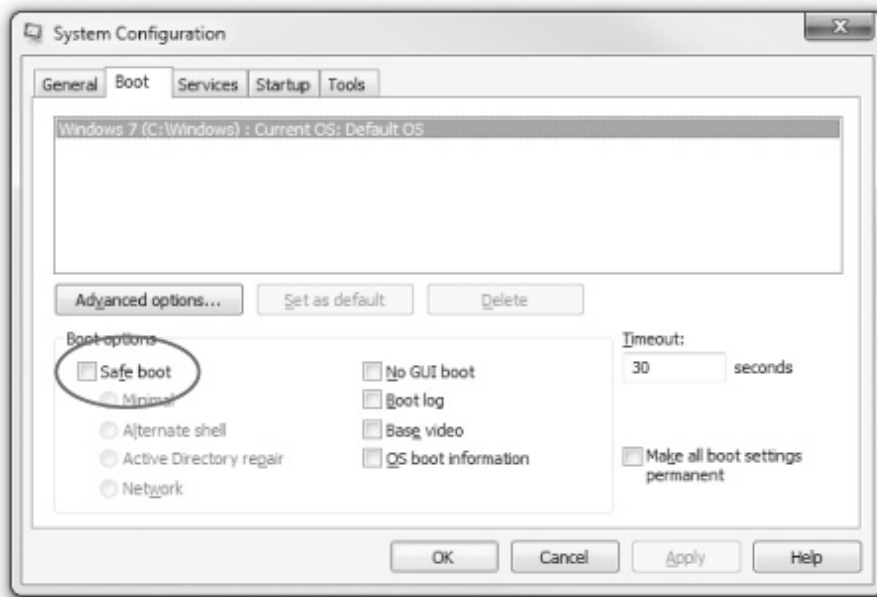 System Configuration
General Boot Services Startup Tools
Windows 7 (C:\Windows) : Current OS; Default OS
Advanced options... Set as default Delete
Boot options
Timeout:
Safe boot No GUI boot 30 seconds
Minimal Boot log
Alternate shell Base video
Active Directory repair OS boot information Make all boot settings
permanent
Network
OK Cancel Apply Help